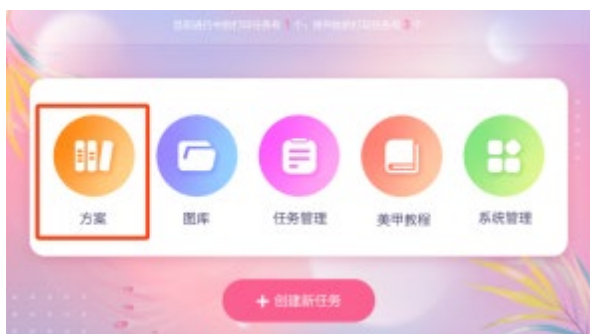 方案
图库
任务管理
美甲教程
系统管理
+ 创建新任务